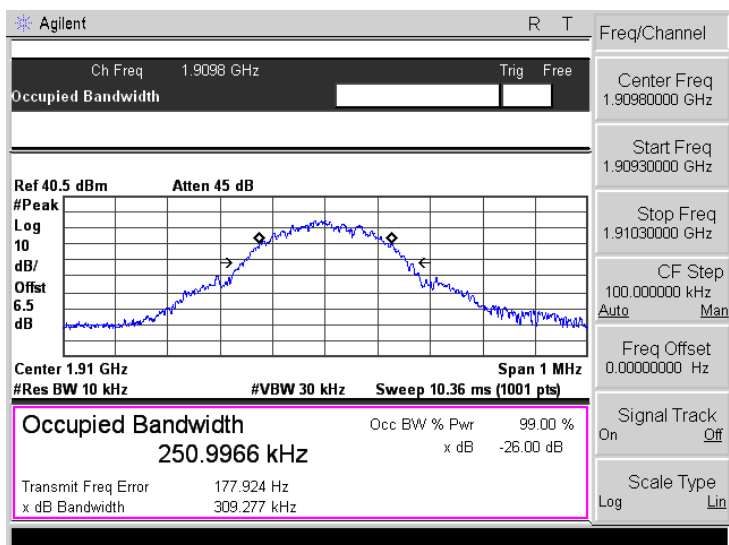 Agilent R T
Ch Freq 1.9098 GHz Trig Free
Occupied Bandwidth
Ref 40.5 dBm Atten 45 dB
#Peak
Log
10
dB/
Offst
6.5
dB
Center 1.91 GHz Span 1 MHz
#Res BW 10 kHz #VBW 30 kHz Sweep 10.36 ms (1001 pts)
Occupied Bandwidth Occ BW % Pwr 99.00 %
250.9966 kHz x dB -26.00 dB
Transmit Freq Error 177.924 Hz
x dB Bandwidth 309.277 kHz
Freq/Channel
Center Freq
1.90980000 GHz
Start Freq
1.90930000 GHz
Stop Freq
1.91030000 GHz
CF Step
100.000000 kHz
Auto Man
Freq Offset
0.00000000 Hz
Signal Track
On Off
Scale Type
Log Lin